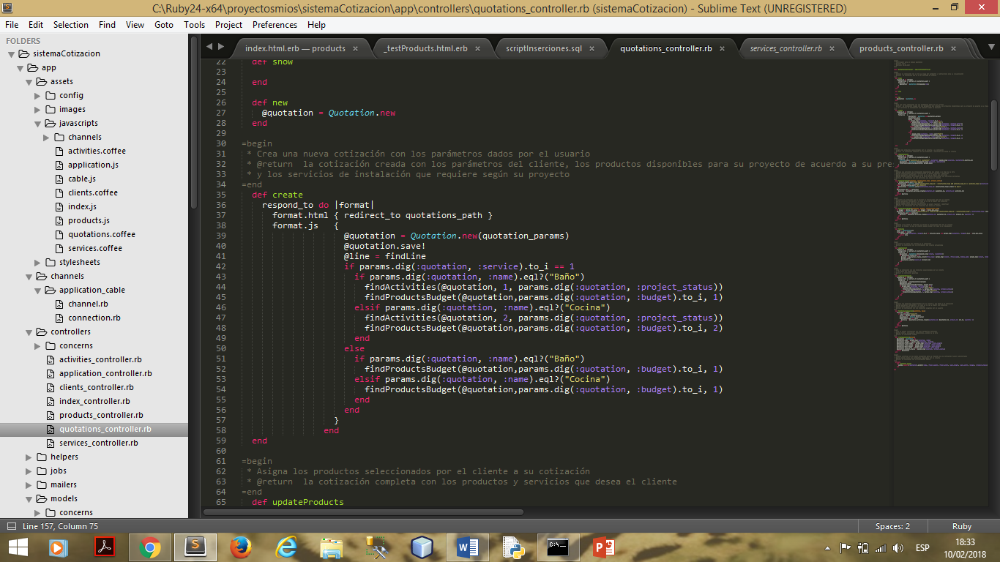 C:\Ruby24-x64\proyectosmios\sistemaCotizacion\app\controllers\quotations_controller.rb (sistemaCotizacion) - Sublime Text (UNREGISTERED)
File Edit Selection Find View Goto Tools Project Preferences Help
FOLDERS
sistemaCotizacion
app
assets
config
images
javascripts
channels
activities.coffee
application.js
cable.js
clients.coffee
index.js
products.js
quotations.coffee
services.coffee
stylesheets
channels
application_cable
channel.rb
connection.rb
controllers
concerns
activities_controller.rb
application_controller.rb
clients_controller.rb
index_controller.rb
products_controller.rb
quotations_controller.rb
services_controller.rb
helpers
jobs
mailers
models
concerns
index.html.erb — products × _testProducts.html.erb × scriptInserciones.sql × quotations_controller.rb × services_controller.rb × products_controller.rb ×
22 def show
23
24 end
25
26 def new
27 @quotation = Quotation.new
28 end
29
30 =begin
31 * Crea una nueva cotización con los parámetros dados por el usuario
32 * @return  la cotización creada con los parámetros del cliente, los productos disponibles para su proyecto de acuerdo a su pre
33 * y los servicios de instalación que requiere según su proyecto
34 =end
35 def create
36 respond_to do |format|
37 format.html { redirect_to quotations_path }
38 format.js   {
39 @quotation = Quotation.new(quotation_params)
40 @quotation.save!
41 @line = findLine
42 if params.dig(:quotation, :service).to_i == 1
43 if params.dig(:quotation, :name).eql?("Baño")
44 findActivities(@quotation, 1, params.dig(:quotation, :project_status))
45 findProductsBudget(@quotation,params.dig(:quotation, :budget).to_i, 1)
46 elsif params.dig(:quotation, :name).eql?("Cocina")
47 findActivities(@quotation, 2, params.dig(:quotation, :project_status))
48 findProductsBudget(@quotation,params.dig(:quotation, :budget).to_i, 2)
49 end
50 else
51 if params.dig(:quotation, :name).eql?("Baño")
52 findProductsBudget(@quotation,params.dig(:quotation, :budget).to_i, 1)
53 elsif params.dig(:quotation, :name).eql?("Cocina")
54 findProductsBudget(@quotation,params.dig(:quotation, :budget).to_i, 1)
55 end
56 end
57 }
58 end
59 end
60
61 =begin
62 * Asigna los productos seleccionados por el cliente a su cotización
63 * @return  la cotización completa con los productos y servicios que desea el cliente
64 =end
65 def updateProducts
Line 157, Column 75 Spaces: 2 Ruby
ESP
18:33
10/02/2018